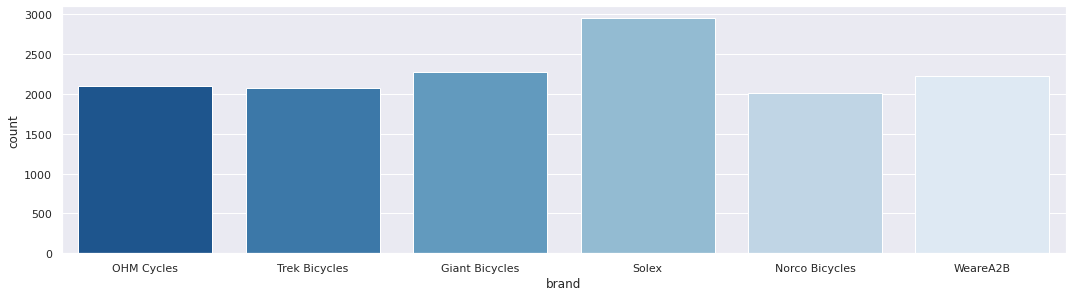 3000
2500
2000
1500
1000
500
0
count
OHM Cycles Trek Bicycles Giant Bicycles Solex Norco Bicycles WeareA2B
brand